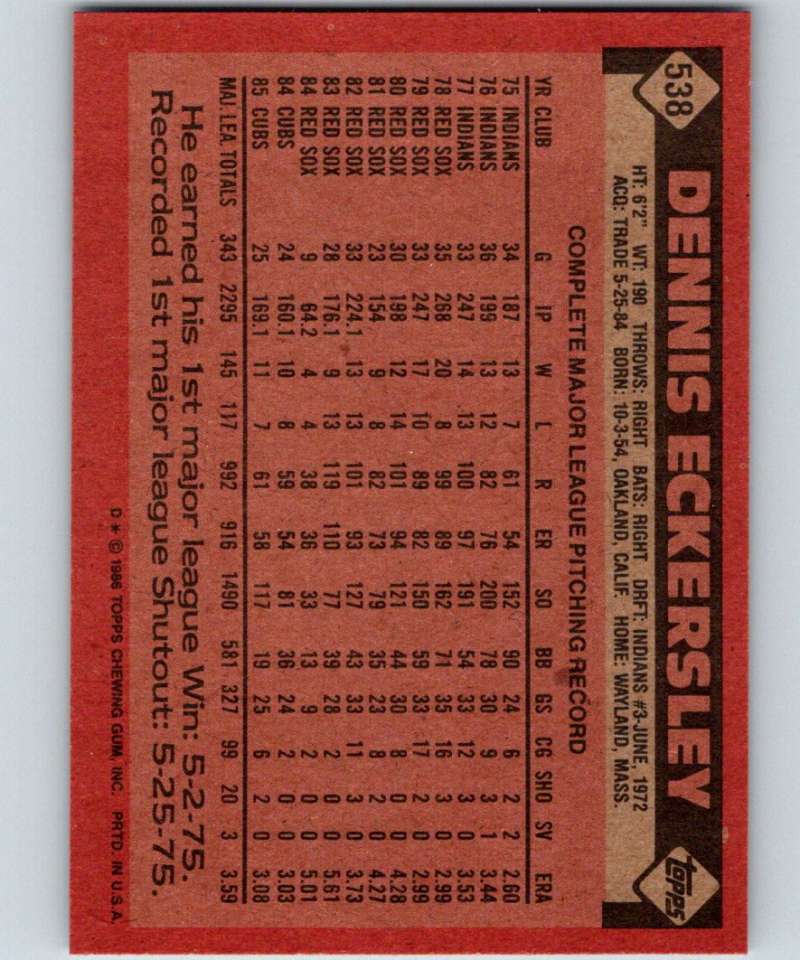 538
DENNIS ECKERSLEY
topps
HT: 6'2" WT: 190 THROWS: RIGHT BATS: RIGHT DRFT: INDIANS #3-JUNE, 1972
ACQ: TRADE 5-25-84 BORN: 10-3-54, OAKLAND, CALIF. HOME: WAYLAND, MASS.
COMPLETE MAJOR LEAGUE PITCHING RECORD
YR CLUB G IP W L R ER SO BB GS CG SHO SV ERA
75 INDIANS 34 187 13 7 61 54 152 90 24 6 2 2 2.60
76 INDIANS 36 199 13 12 82 76 200 78 30 9 3 1 3.44
77 INDIANS 33 247 14 13 100 97 191 54 33 12 3 0 3.53
78 RED SOX 35 268 20 8 99 89 162 71 35 16 3 0 2.99
79 RED SOX 33 247 17 10 89 82 150 59 33 17 2 0 2.99
80 RED SOX 30 198 12 14 101 94 121 44 30 8 0 0 4.28
81 RED SOX 23 154 9 8 82 73 79 35 23 8 2 0 4.27
82 RED SOX 33 224.1 13 13 101 93 127 43 33 11 3 0 3.73
83 RED SOX 28 176.1 9 13 119 110 77 39 28 2 0 0 5.61
84 RED SOX 9 64.2 4 4 38 36 33 13 9 2 0 0 5.01
84 CUBS 24 160.1 10 8 59 54 81 36 24 2 0 0 3.03
85 CUBS 25 169.1 11 7 61 58 117 19 25 6 2 0 3.08
MAJ. LEA. TOTALS 343 2295 145 117 992 916 1490 581 327 99 20 3 3.59
He earned his 1st major league Win: 5-2-75.
Recorded 1st major league Shutout: 5-25-75.
D * © 1986 TOPPS CHEWING GUM, INC. PRTD. IN U.S.A.